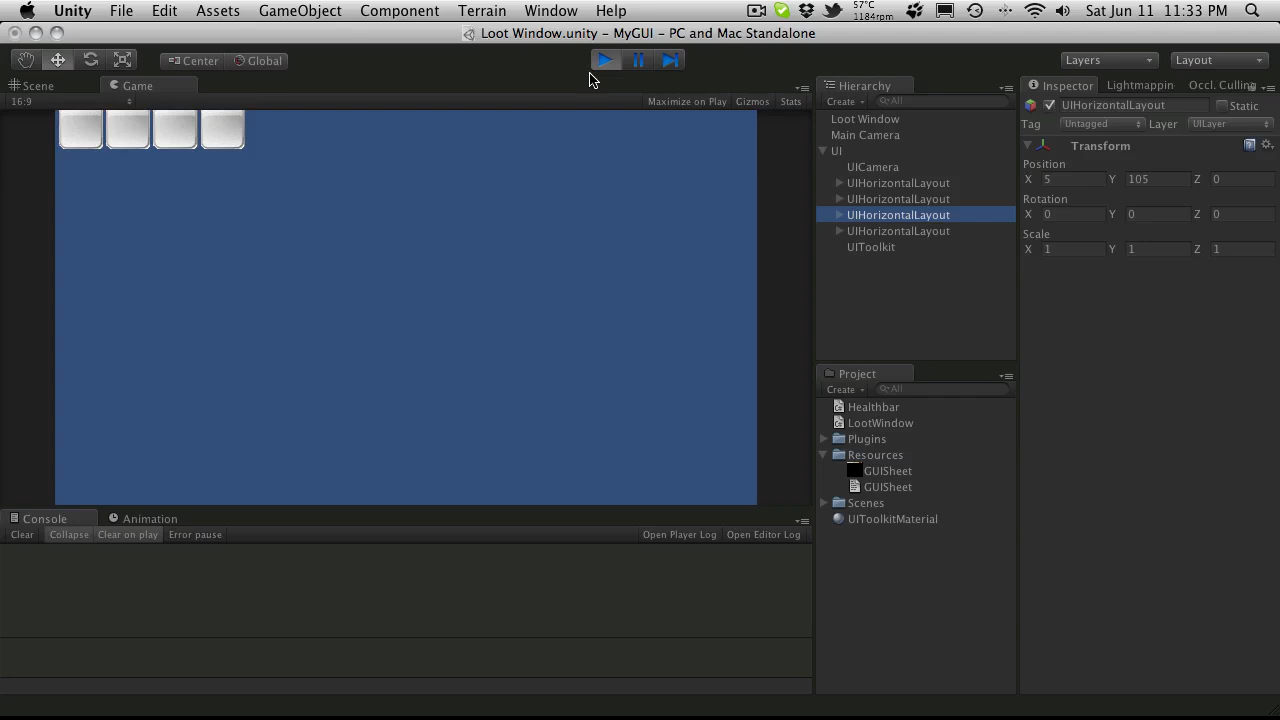 Unity File Edit Assets GameObject Component Terrain Window Help 57°C 1184rpm Sat Jun 11 11:33 PM
Loot Window.unity – MyGUI – PC and Mac Standalone
Center Global Layers Layout
Scene Game Hierarchy Inspector Lightmappin Occl. Culling
16:9 Maximize on Play Gizmos Stats Create All UIHorizontalLayout Static
Loot Window Tag Untagged Layer UILayer
Main Camera
UI Transform
UICamera Position
UIHorizontalLayout X 5 Y 105 Z 0
UIHorizontalLayout Rotation
UIHorizontalLayout X 0 Y 0 Z 0
UIHorizontalLayout Scale
UIToolkit X 1 Y 1 Z 1
Project
Create All
Healthbar
LootWindow
Plugins
Resources
GUISheet
GUISheet
Scenes
UIToolkitMaterial
Console Animation
Clear Collapse Clear on play Error pause Open Player Log Open Editor Log